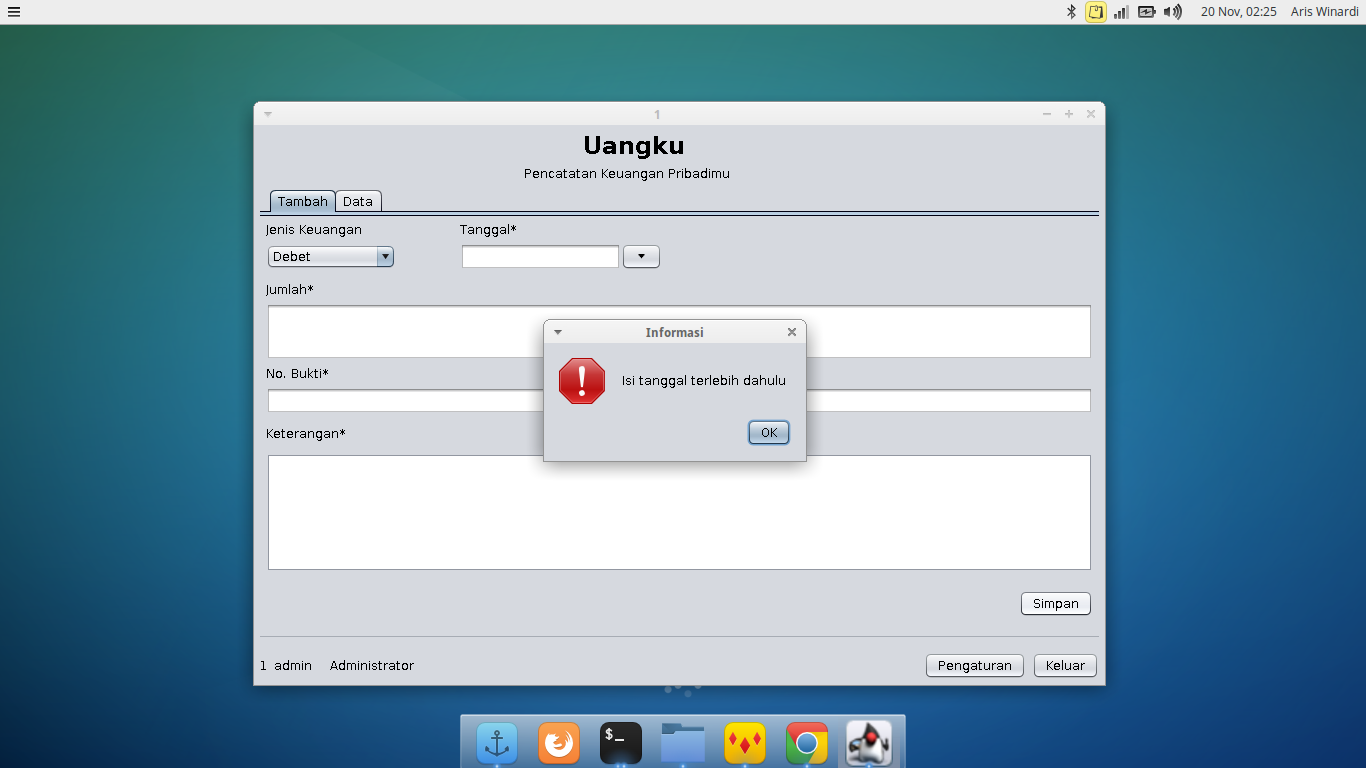 20 Nov, 02:25 Aris Winardi
1
Uangku
Pencatatan Keuangan Pribadimu
Tambah Data
Jenis Keuangan Tanggal*
Debet
Jumlah*
Informasi
No. Bukti*
Isi tanggal terlebih dahulu
OK
Keterangan*
Simpan
1 admin Administrator Pengaturan Keluar
$_